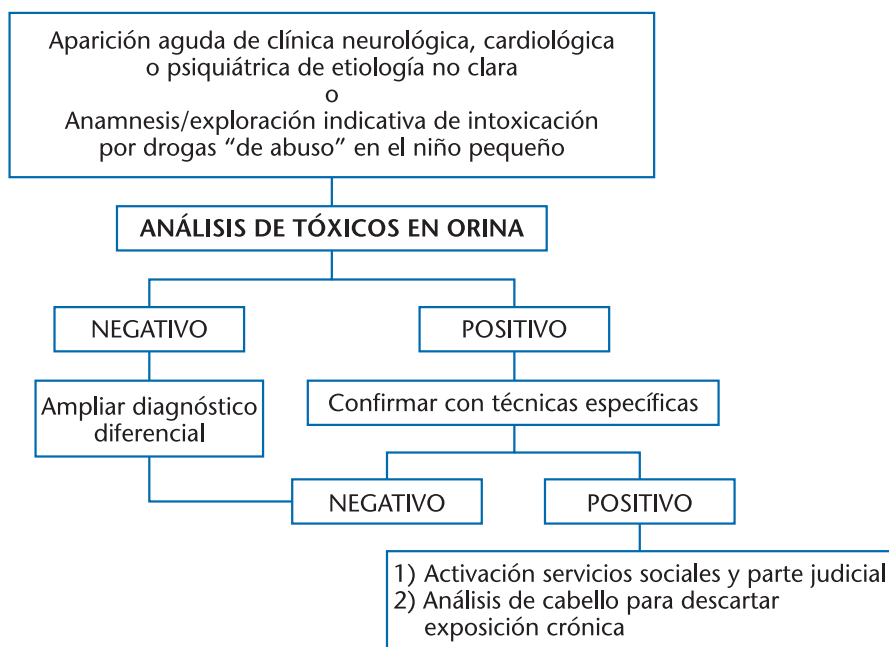 Aparición aguda de clínica neurológica, cardiológica
o psiquiátrica de etiología no clara
o
Anamnesis/exploración indicativa de intoxicación
por drogas “de abuso” en el niño pequeño
ANÁLISIS DE TÓXICOS EN ORINA
NEGATIVO
POSITIVO
Ampliar diagnóstico
diferencial
Confirmar con técnicas específicas
NEGATIVO
POSITIVO
1) Activación servicios sociales y parte judicial
2) Análisis de cabello para descartar
exposición crónica